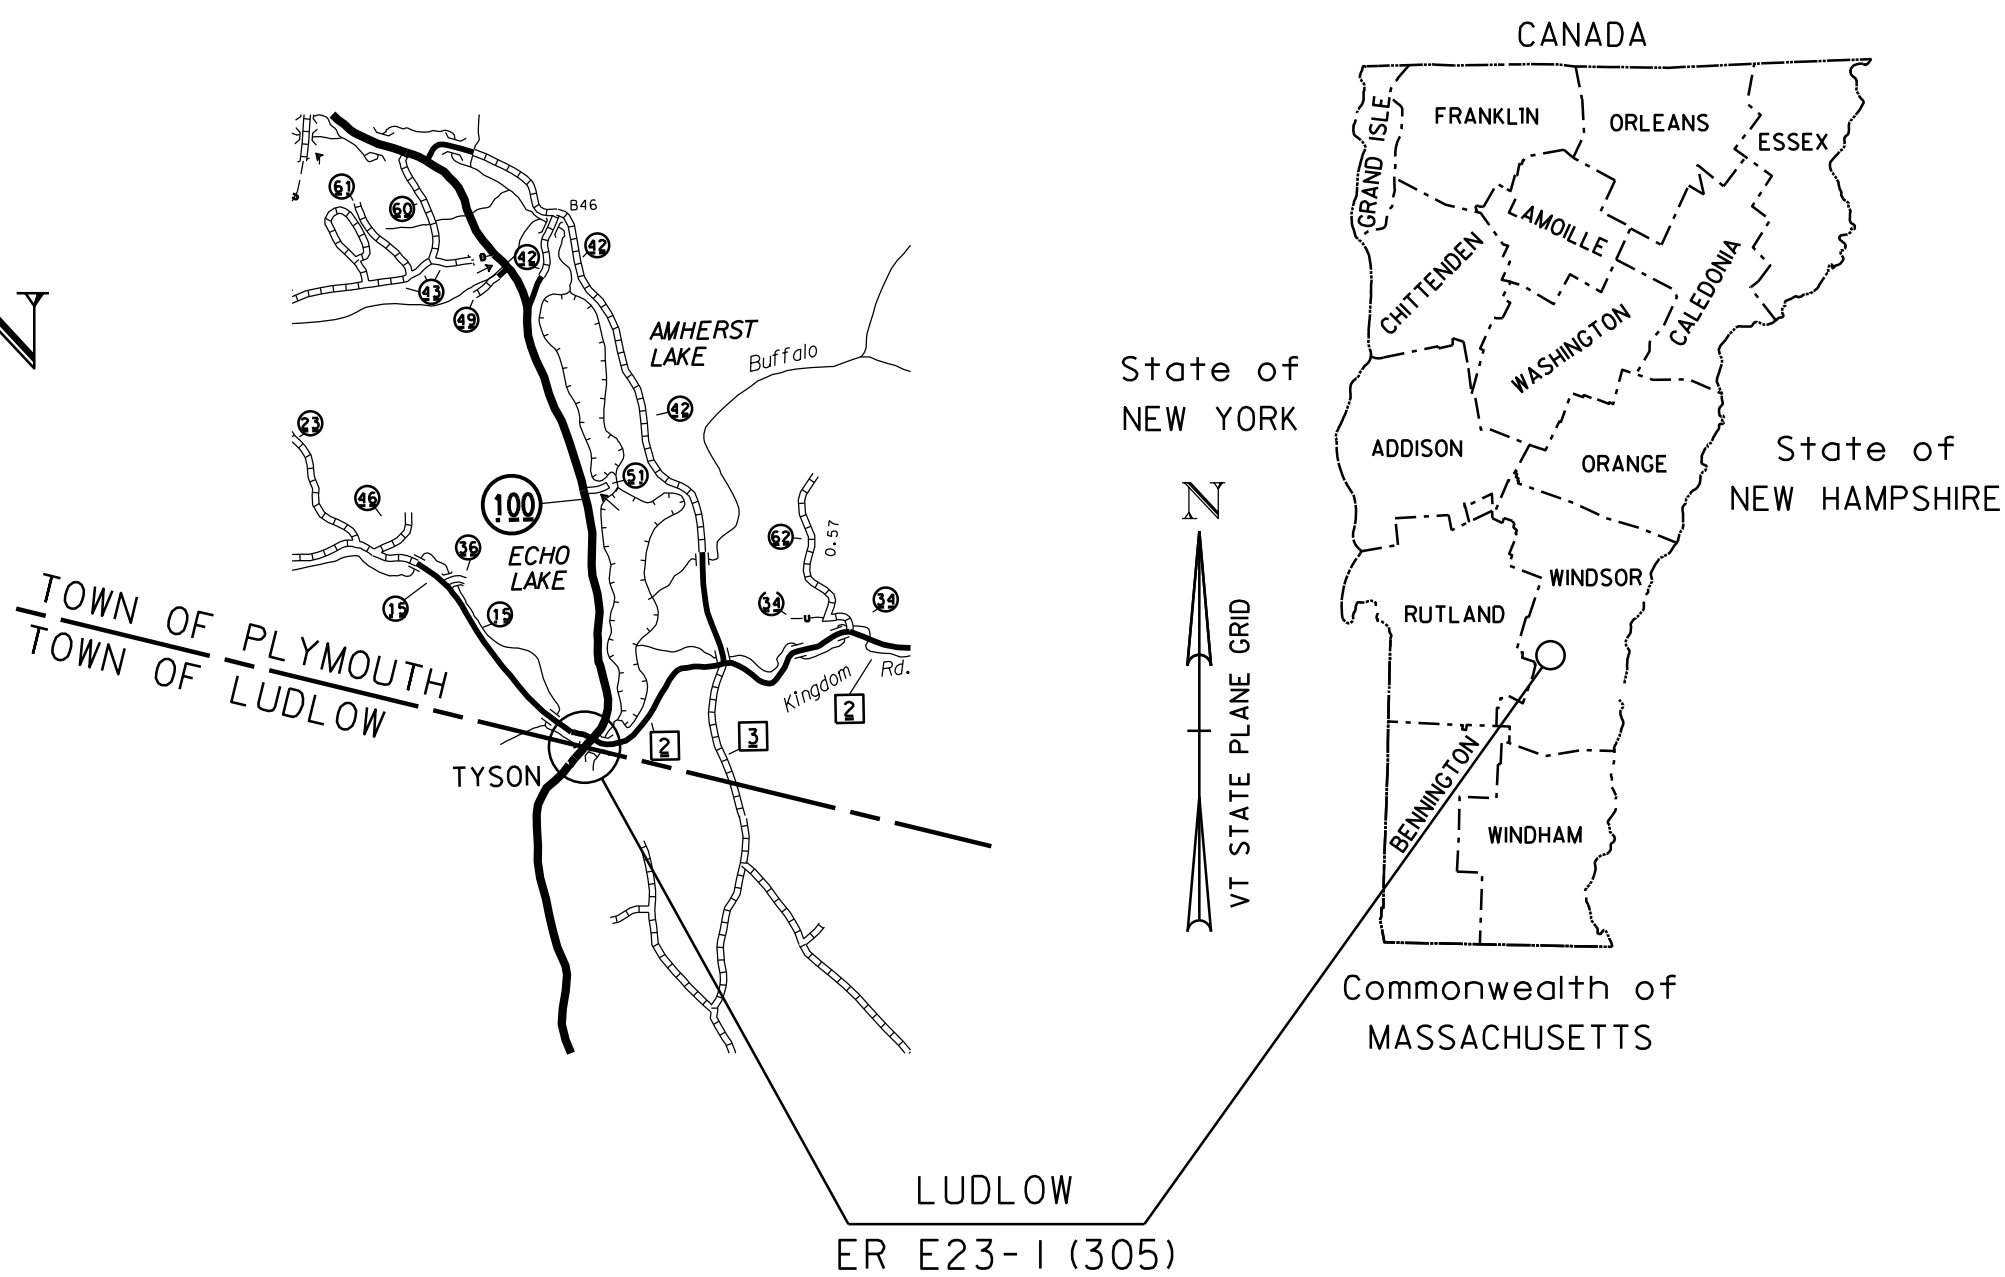 CANADA
FRANKLIN
ORLEANS
ESSEX
GRAND ISLE
VT
LAMOILLE
CHITTENDEN
CALEDONIA
WASHINGTON
State of
NEW YORK
ADDISON
ORANGE
State of
NEW HAMPSHIRE
WINDSOR
RUTLAND
BENNINGTON
WINDHAM
Commonwealth of
MASSACHUSETTS
N
VT STATE PLANE GRID
N
61
60
B46
42
42
43
49
AMHERST
LAKE
Buffalo
42
23
51
46
100
62
0.57
36
ECHO
LAKE
15
15
34
34
Kingdom Rd.
2
3
2
TOWN OF PLYMOUTH
TOWN OF LUDLOW
TYSON
LUDLOW
ER E23-1 (305)